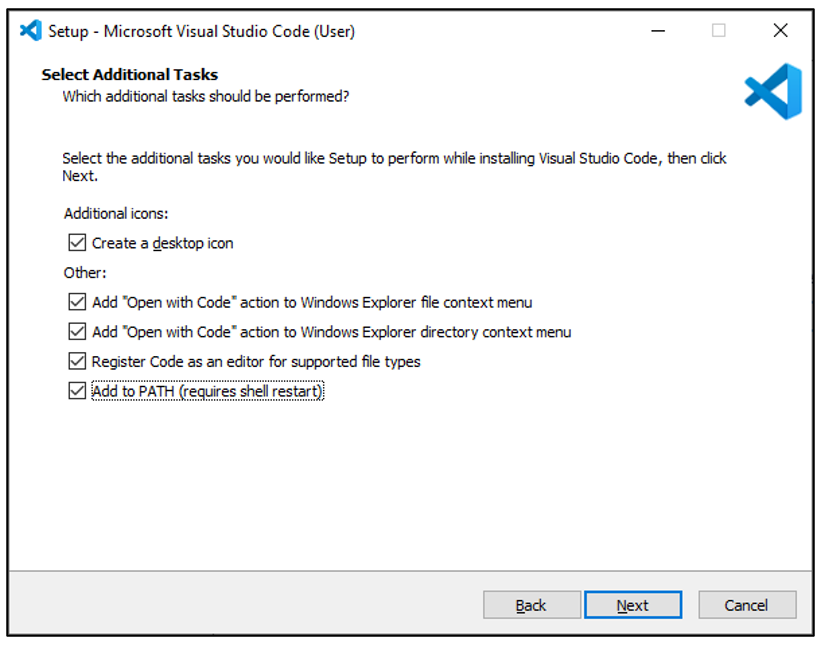 Setup - Microsoft Visual Studio Code (User)
Select Additional Tasks
Which additional tasks should be performed?
Select the additional tasks you would like Setup to perform while installing Visual Studio Code, then click
Next.
Additional icons:
Create a desktop icon
Other:
Add "Open with Code" action to Windows Explorer file context menu
Add "Open with Code" action to Windows Explorer directory context menu
Register Code as an editor for supported file types
Add to PATH (requires shell restart)
Back Next Cancel